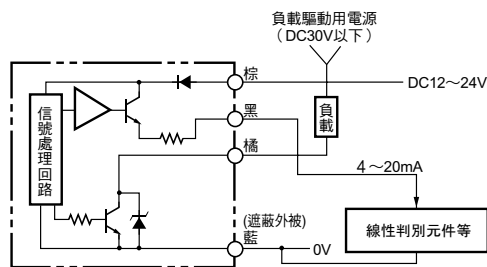 負載驅動用電源
（DC30V以下）
棕
DC12～24V
黑
負載
信號處理回路
橘
4～20mA
(遮蔽外被)
藍
0V
線性判別元件等